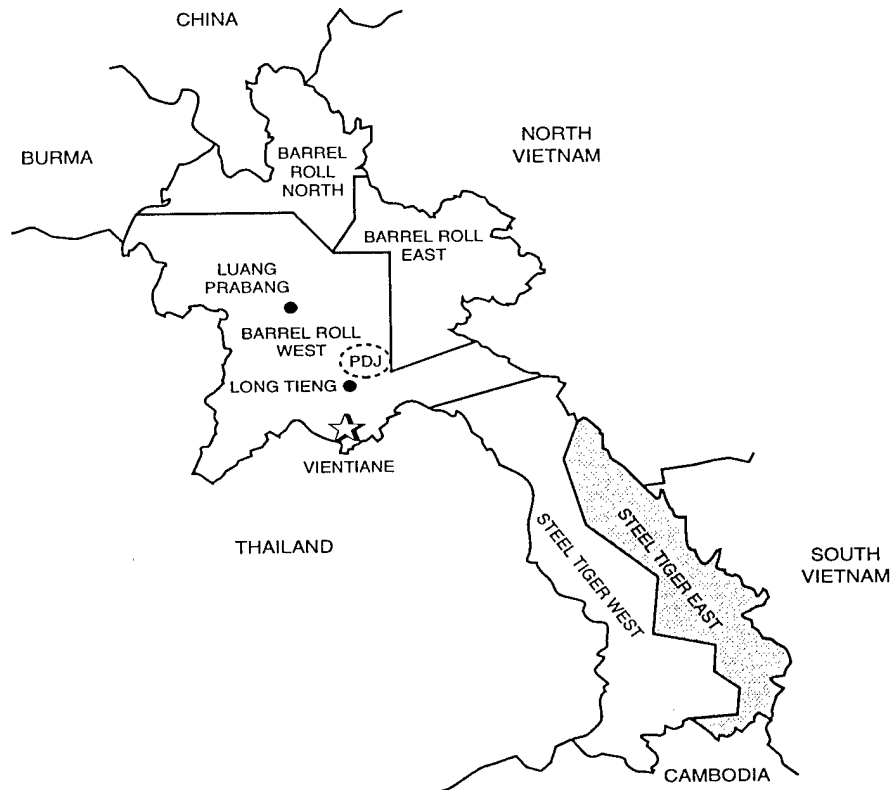 CHINA
BURMA
BARREL
ROLL
NORTH
NORTH
VIETNAM
BARREL ROLL
EAST
LUANG
PRABANG
BARREL ROLL
WEST
PDJ
LONG TIENG
VIENTIANE
THAILAND
STEEL TIGER WEST
STEEL TIGER EAST
SOUTH
VIETNAM
CAMBODIA